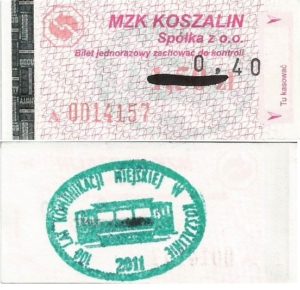 MZK KOSZALIN
Spółka z o.o.
Bilet jednorazowy zachować do kontroli
0,40
A 0014157
Tu kasować
100 LAT KOMUNIKACJI MIEJSKIEJ W KOSZALINIE
2011